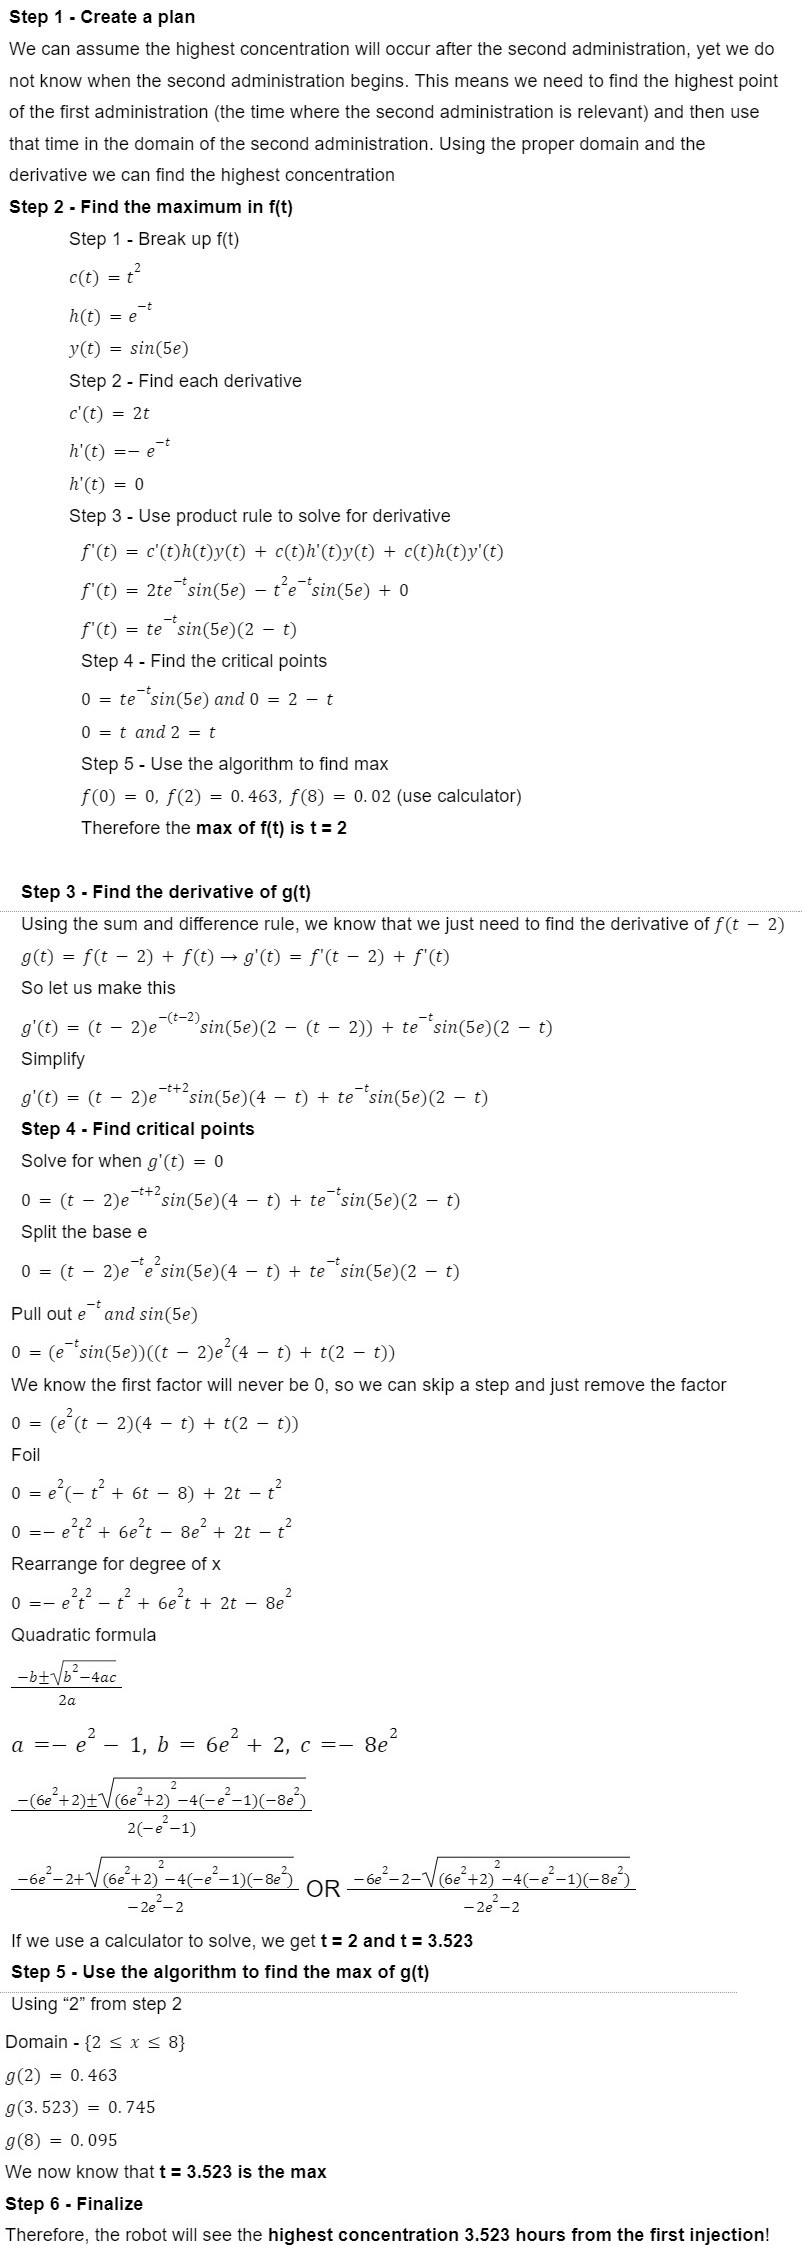 Step 1 - Create a plan
We can assume the highest concentration will occur after the second administration, yet we do
not know when the second administration begins. This means we need to find the highest point
of the first administration (the time where the second administration is relevant) and then use
that time in the domain of the second administration. Using the proper domain and the
derivative we can find the highest concentration
Step 2 - Find the maximum in f(t)
Step 1 - Break up f(t)
c(t) = t^2
h(t) = e^{-t}
y(t) = sin(5e)
Step 2 - Find each derivative
c'(t) = 2t
h'(t) =- e^{-t}
h'(t) = 0
Step 3 - Use product rule to solve for derivative
f'(t) = c'(t)h(t)y(t) + c(t)h'(t)y(t) + c(t)h(t)y'(t)
f'(t) = 2te^{-t}sin(5e) - t^2e^{-t}sin(5e) + 0
f'(t) = te^{-t}sin(5e)(2 - t)
Step 4 - Find the critical points
0 = te^{-t}sin(5e) and 0 = 2 - t
0 = t and 2 = t
Step 5 - Use the algorithm to find max
f(0) = 0, f(2) = 0.463, f(8) = 0.02 (use calculator)
Therefore the max of f(t) is t = 2
Step 3 - Find the derivative of g(t)
Using the sum and difference rule, we know that we just need to find the derivative of f(t - 2)
g(t) = f(t - 2) + f(t) → g'(t) = f'(t - 2) + f'(t)
So let us make this
g'(t) = (t - 2)e^{-(t-2)}sin(5e)(2 - (t - 2)) + te^{-t}sin(5e)(2 - t)
Simplify
g'(t) = (t - 2)e^{-t+2}sin(5e)(4 - t) + te^{-t}sin(5e)(2 - t)
Step 4 - Find critical points
Solve for when g'(t) = 0
0 = (t - 2)e^{-t+2}sin(5e)(4 - t) + te^{-t}sin(5e)(2 - t)
Split the base e
0 = (t - 2)e^{-t}e^2sin(5e)(4 - t) + te^{-t}sin(5e)(2 - t)
Pull out e^{-t} and sin(5e)
0 = (e^{-t}sin(5e))((t - 2)e^2(4 - t) + t(2 - t))
We know the first factor will never be 0, so we can skip a step and just remove the factor
0 = (e^2(t - 2)(4 - t) + t(2 - t))
Foil
0 = e^2(- t^2 + 6t - 8) + 2t - t^2
0 =- e^2t^2 + 6e^2t - 8e^2 + 2t - t^2
Rearrange for degree of x
0 =- e^2t^2 - t^2 + 6e^2t + 2t - 8e^2
Quadratic formula
\frac{-b±\sqrt{b^2-4ac}}{2a}
a =- e^2 - 1, b = 6e^2 + 2, c =- 8e^2
\frac{-(6e^2+2)±\sqrt{(6e^2+2)^2-4(-e^2-1)(-8e^2)}}{2(-e^2-1)}
\frac{-6e^2-2+\sqrt{(6e^2+2)^2-4(-e^2-1)(-8e^2)}}{-2e^2-2} OR \frac{-6e^2-2-\sqrt{(6e^2+2)^2-4(-e^2-1)(-8e^2)}}{-2e^2-2}
If we use a calculator to solve, we get t = 2 and t = 3.523
Step 5 - Use the algorithm to find the max of g(t)
Using “2” from step 2
Domain - {2 ≤ x ≤ 8}
g(2) = 0.463
g(3.523) = 0.745
g(8) = 0.095
We now know that t = 3.523 is the max
Step 6 - Finalize
Therefore, the robot will see the highest concentration 3.523 hours from the first injection!